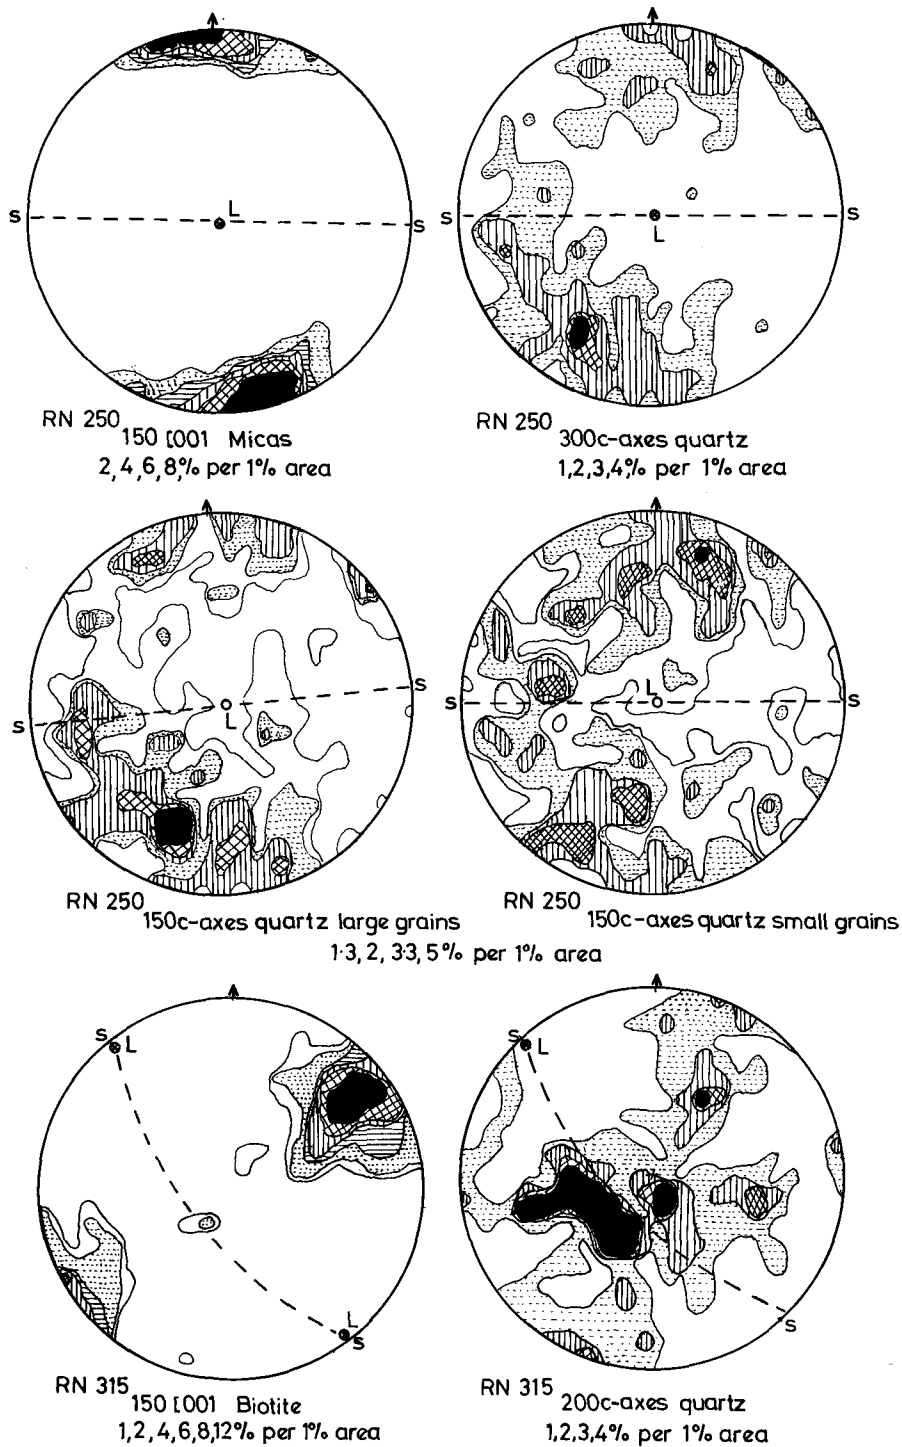 S
L
S
S
L
S
RN 250
150 [001 Micas
2,4,6,8,% per 1% area
RN 250
300c-axes quartz
1,2,3,4,% per 1% area
S
L
S
S
L
S
RN 250
150c-axes quartz large grains
RN 250
150c-axes quartz small grains
1·3, 2, 3·3, 5% per 1% area
S
L
L
S
S
L
S
RN 315
150 [001 Biotite
1,2,4,6,8,12% per 1% area
RN 315
200c-axes quartz
1,2,3,4% per 1% area